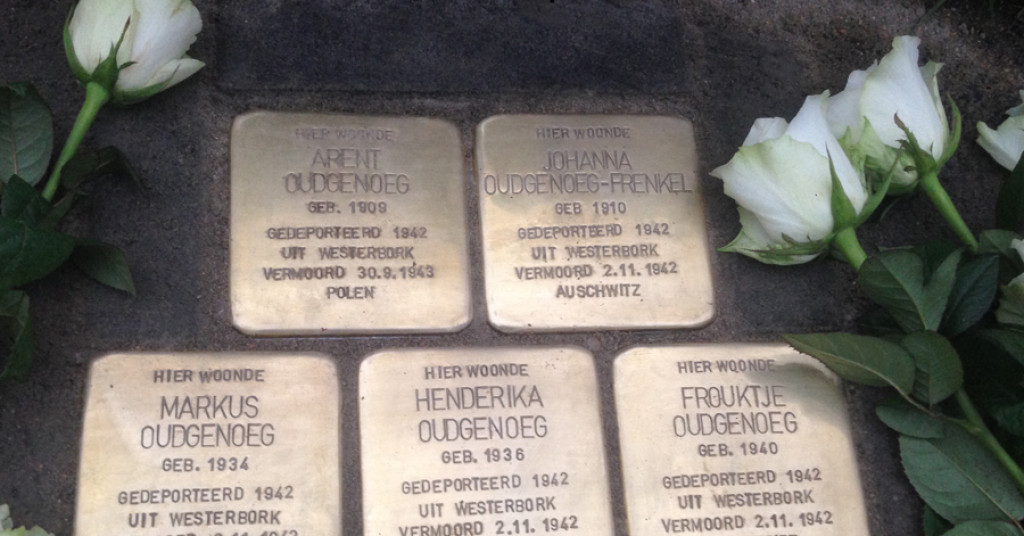 HIER WOONDE
ARENT
OUDGENOEG
GEB. 1909
GEDEPORTEERD 1942
UIT WESTERBORK
VERMOORD 30.9.1943
POLEN
HIER WOONDE
JOHANNA
OUDGENOEG-FRENKEL
GEB 1910
GEDEPORTEERD 1942
UIT WESTERBORK
VERMOORD 2.11.1942
AUSCHWITZ
HIER WOONDE
MARKUS
OUDGENOEG
GEB. 1934
GEDEPORTEERD 1942
UIT WESTERBORK
HIER WOONDE
HENDERIKA
OUDGENOEG
GEB. 1936
GEDEPORTEERD 1942
UIT WESTERBORK
VERMOORD 2.11. 1942
HIER WOONDE
FROUKTJE
OUDGENOEG
GEB. 1940
GEDEPORTEERD 1942
UIT WESTERBORK
VERMOORD 2.11. 1942